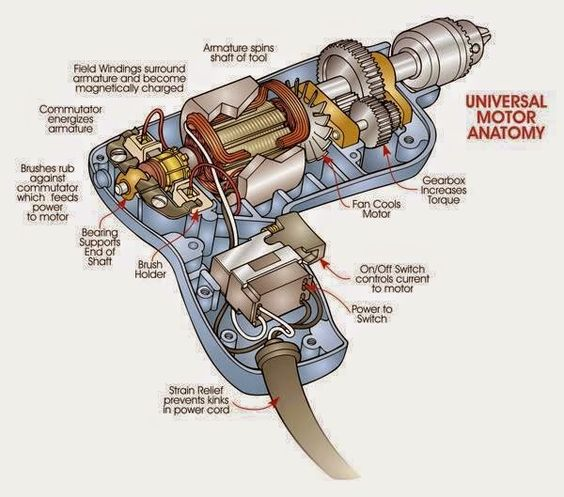 Armature spins
shaft of tool
Field Windings surround
armature and become
magnetically charged
Commutator
energizes
armature
UNIVERSAL
MOTOR
ANATOMY
Brushes rub
against
commutator
which feeds
power to
motor
Gearbox
Increases
Torque
Fan Cools
Motor
Bearing
Supports
End of
Shaft
Brush
Holder
On/Off Switch
controls current
to motor
Power to
Switch
Strain Relief
prevents kinks
in power cord